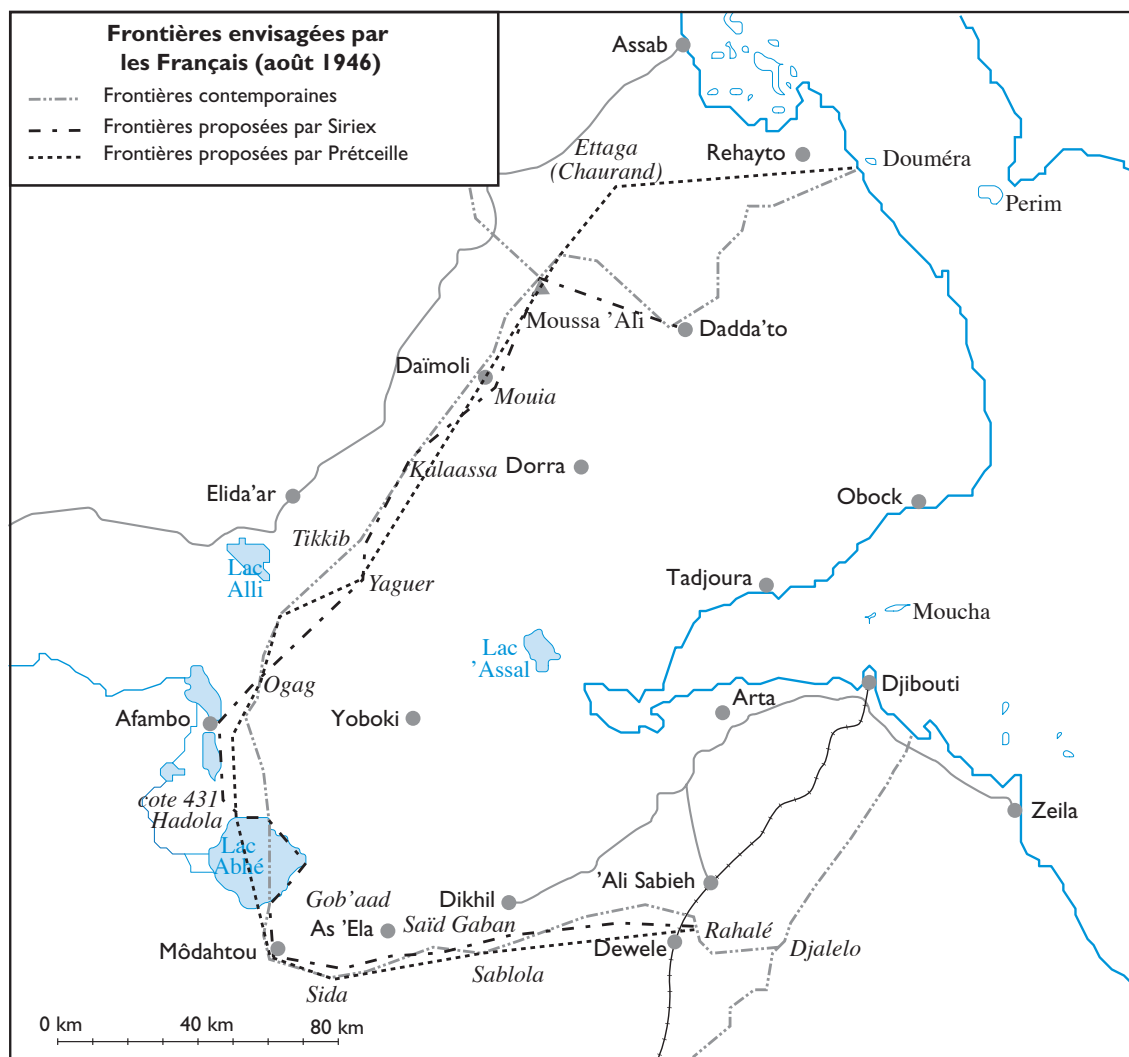 Frontières envisagées par
les Français (août 1946)
Frontières contemporaines
Frontières proposées par Siriex
Frontières proposées par Prétceille
Assab
Ettaga
(Chaurand)
Rehayto
Douméra
Perim
Moussa ’Ali
Dadda’to
Daïmoli
Mouia
Kalaassa
Dorra
Elida’ar
Obock
Tikkib
Lac
Alli
Yaguer
Tadjoura
Moucha
Lac
’Assal
Ogag
Djibouti
Afambo
Yoboki
Arta
cote 431
Hadola
Zeila
Lac
Abhé
’Ali Sabieh
Gob’aad
Dikhil
As ’Ela
Saïd Gaban
Rahalé
Môdahtou
Dewele
Djalelo
Sablola
Sida
0 km 40 km 80 km